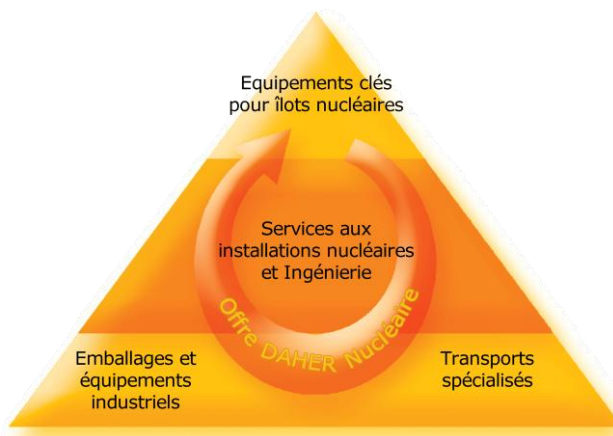 Equipements clés
pour îlots nucléaires
Services aux
installations nucléaires
et Ingénierie
Offre DAHER Nucléaire
Emballages et
équipements
industriels
Transports
spécialisés